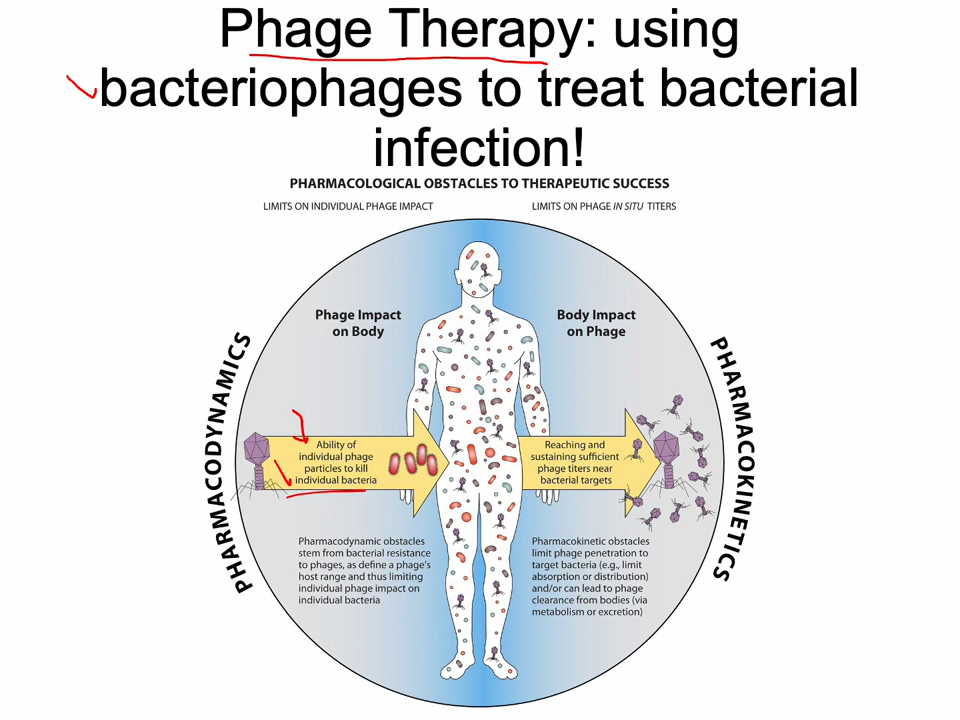 Phage Therapy: using
bacteriophages to treat bacterial
infection!
PHARMACOLOGICAL OBSTACLES TO THERAPEUTIC SUCCESS
LIMITS ON INDIVIDUAL PHAGE IMPACT
LIMITS ON PHAGE IN SITU TITERS
Phage Impact
on Body
Body Impact
on Phage
PHARMACODYNAMICS
PHARMACOKINETICS
Ability of
individual phage
particles to kill
individual bacteria
Reaching and
sustaining sufficient
phage titers near
bacterial targets
Pharmacodynamic obstacles
stem from bacterial resistance
to phages, as define a phage's
host range and thus limiting
individual phage impact on
individual bacteria
Pharmacokinetic obstacles
limit phage penetration to
target bacteria (e.g., limit
absorption or distribution)
and/or can lead to phage
clearance from bodies (via
metabolism or excretion)